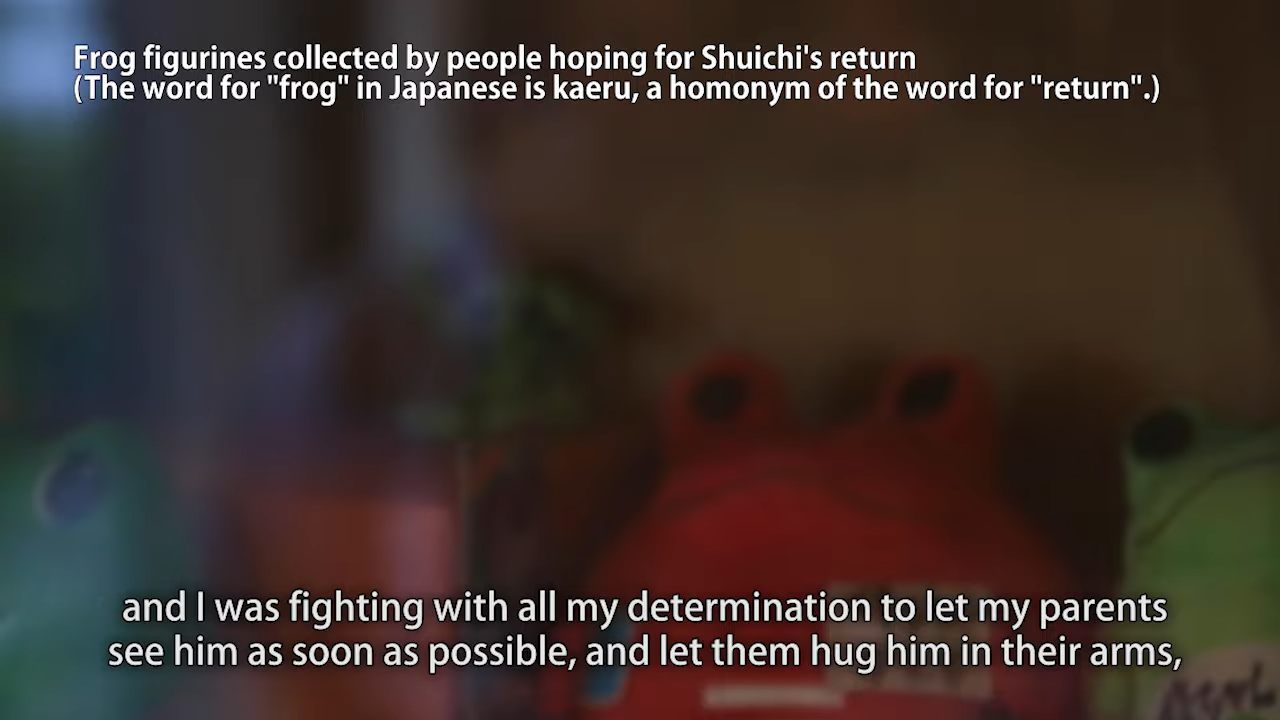 Frog figurines collected by people hoping for Shuichi's return
(The word for "frog" in Japanese is kaeru, a homonym of the word for "return".)
and I was fighting with all my determination to let my parents
see him as soon as possible, and let them hug him in their arms,